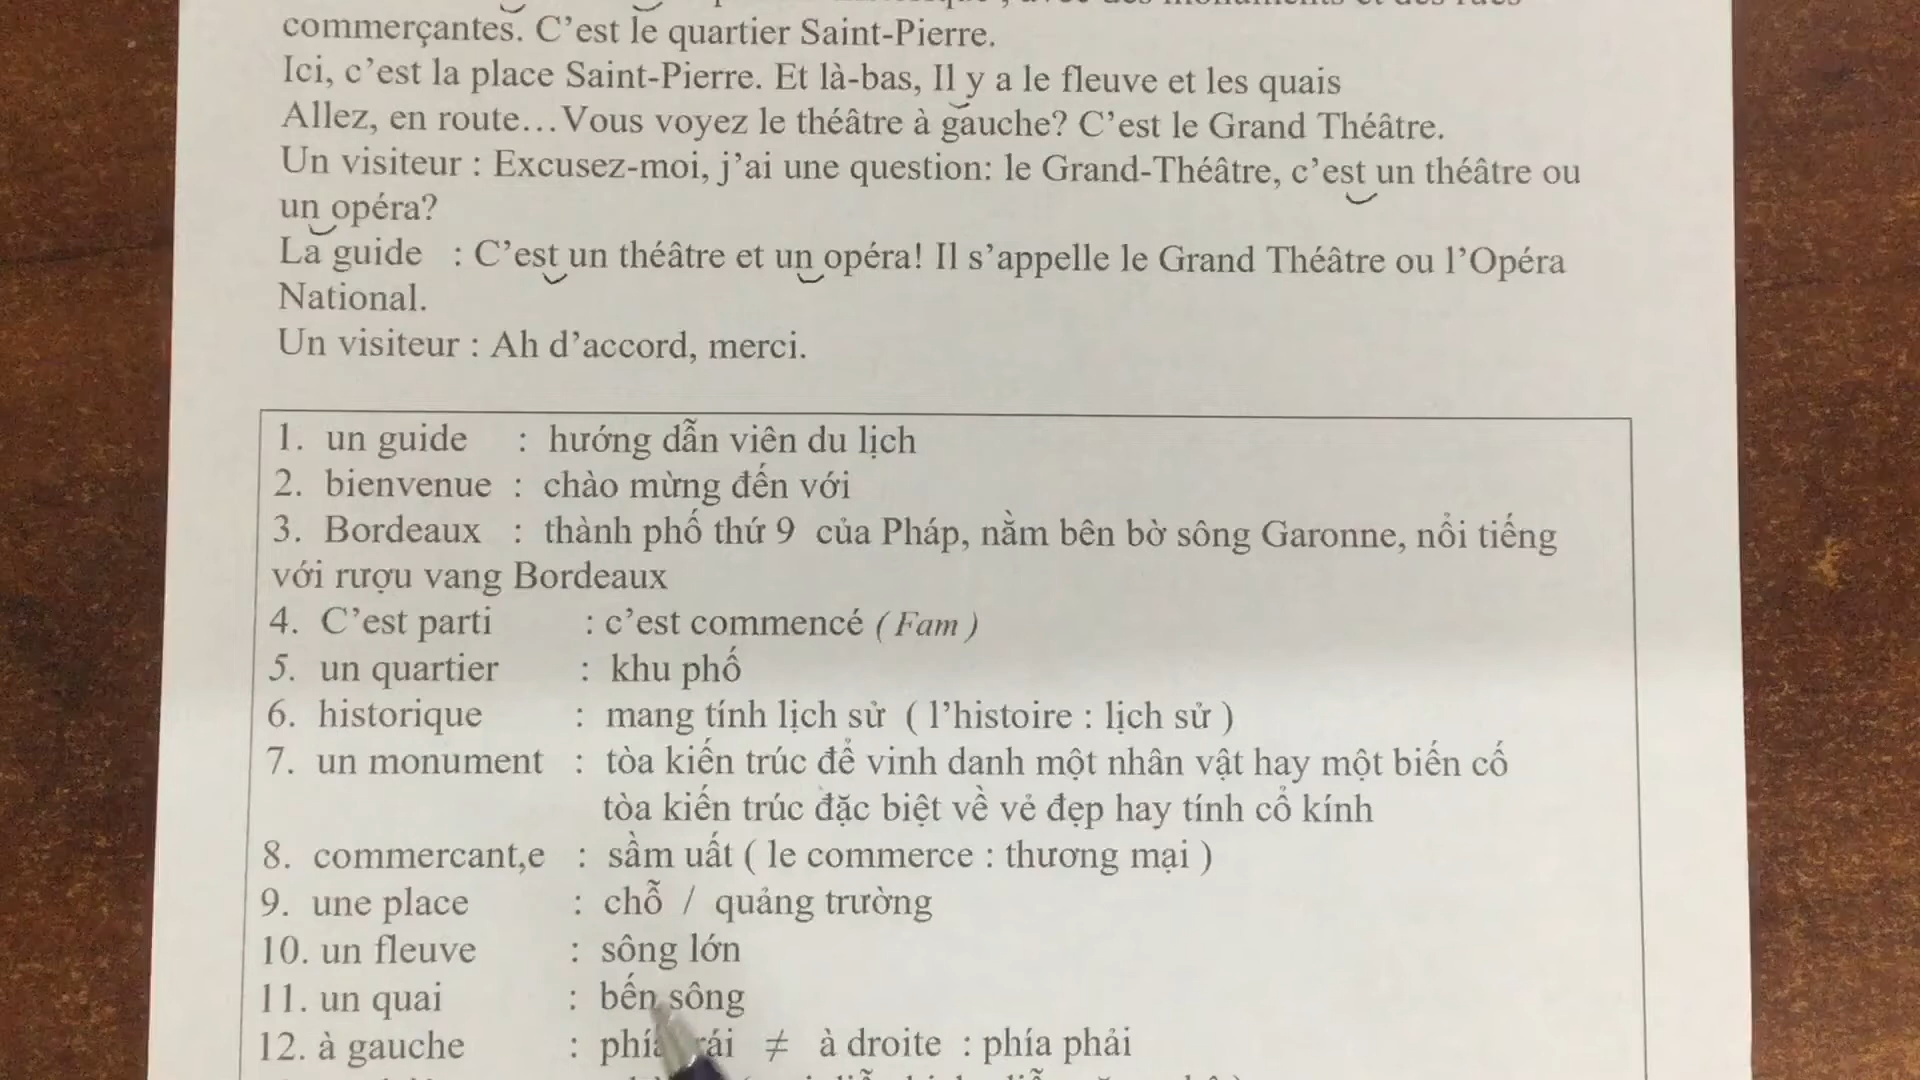 commerçantes. C’est le quartier Saint-Pierre.
Ici, c’est la place Saint-Pierre. Et là-bas, Il y a le fleuve et les quais
Allez, en route…Vous voyez le théâtre à gauche? C’est le Grand Théâtre.
Un visiteur : Excusez-moi, j’ai une question: le Grand-Théâtre, c’est un théâtre ou
un opéra?
La guide : C’est un théâtre et un opéra! Il s’appelle le Grand Théâtre ou l’Opéra
National.
Un visiteur : Ah d’accord, merci.
1. un guide : hướng dẫn viên du lịch
2. bienvenue : chào mừng đến với
3. Bordeaux : thành phố thứ 9 của Pháp, nằm bên bờ sông Garonne, nổi tiếng
với rượu vang Bordeaux
4. C’est parti : c’est commencé ( Fam )
5. un quartier : khu phố
6. historique : mang tính lịch sử ( l’histoire : lịch sử )
7. un monument : tòa kiến trúc để vinh danh một nhân vật hay một biến cố
tòa kiến trúc đặc biệt về vẻ đẹp hay tính cổ kính
8. commercant,e : sầm uất ( le commerce : thương mại )
9. une place : chỗ / quảng trường
10. un fleuve : sông lớn
11. un quai : bến sông
12. à gauche : phía trái ≠ à droite : phía phải